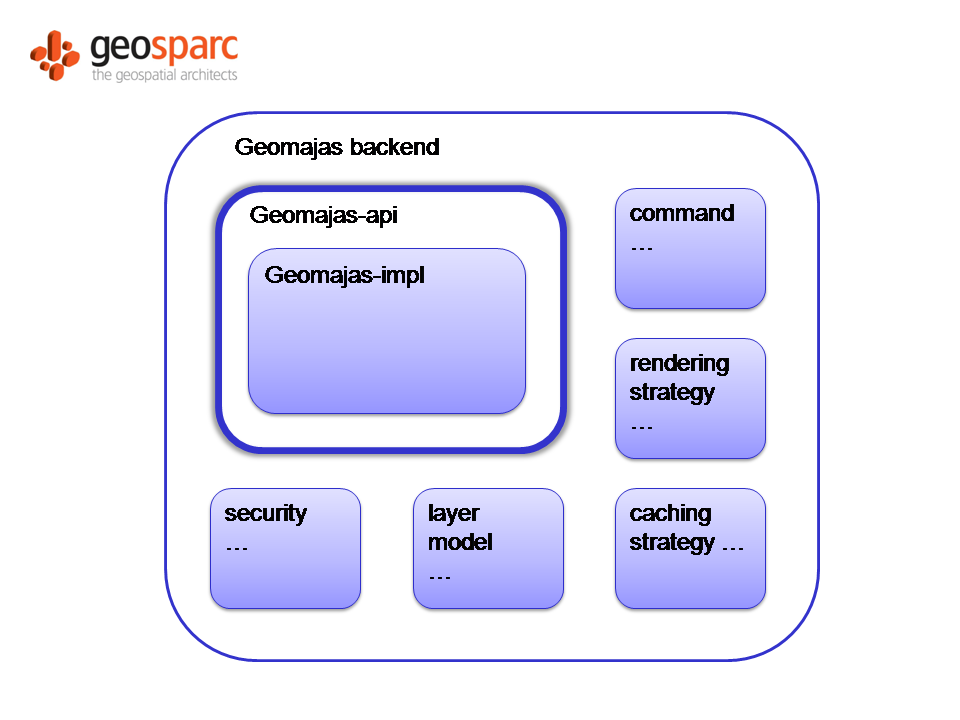 geosparc
the geospatial architects
Geomajas backend
Geomajas-api
Geomajas-impl
command
…
rendering
strategy
…
security
…
layer
model
…
caching
strategy …